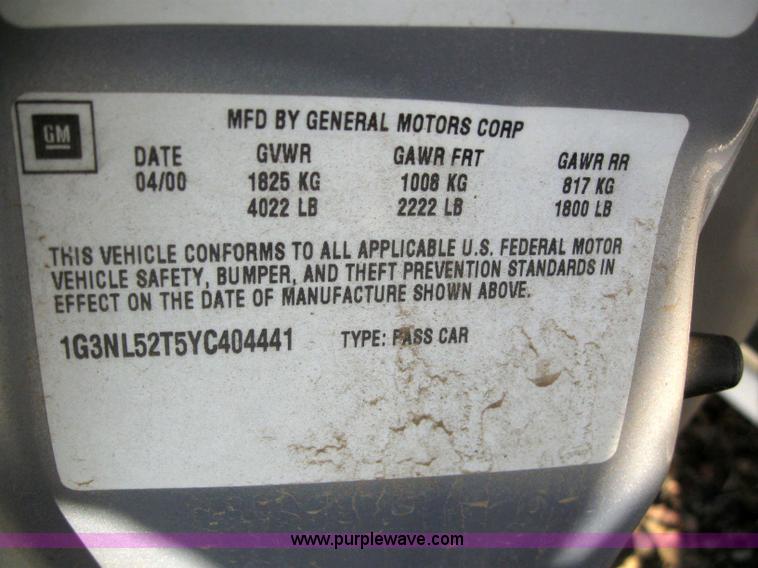 GM
MFD BY GENERAL MOTORS CORP
DATE GVWR GAWR FRT GAWR RR
04/00 1825 KG 1008 KG 817 KG
4022 LB 2222 LB 1800 LB
THIS VEHICLE CONFORMS TO ALL APPLICABLE U.S. FEDERAL MOTOR
VEHICLE SAFETY, BUMPER, AND THEFT PREVENTION STANDARDS IN
EFFECT ON THE DATE OF MANUFACTURE SHOWN ABOVE.
1G3NL52T5YC404441 TYPE: PASS CAR
www.purplewave.com